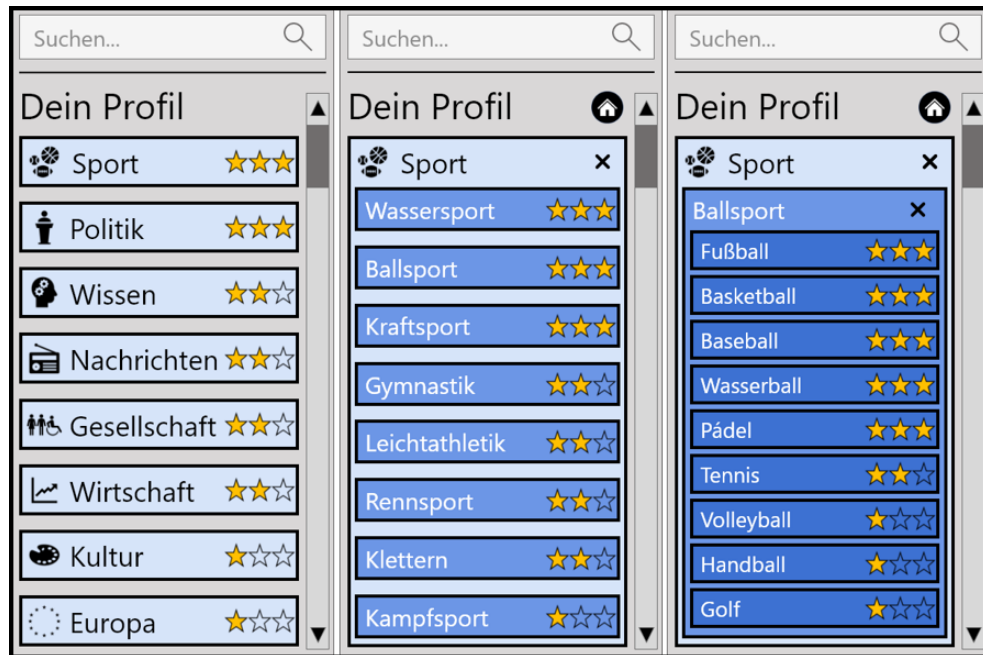 Suchen...
Dein Profil
Sport
Politik
Wissen
Nachrichten
Gesellschaft
Wirtschaft
Kultur
Europa
Suchen...
Dein Profil
Sport
Wassersport
Ballsport
Kraftsport
Gymnastik
Leichtathletik
Rennsport
Klettern
Kampfsport
Suchen...
Dein Profil
Sport
Ballsport
Fußball
Basketball
Baseball
Wasserball
Pádel
Tennis
Volleyball
Handball
Golf